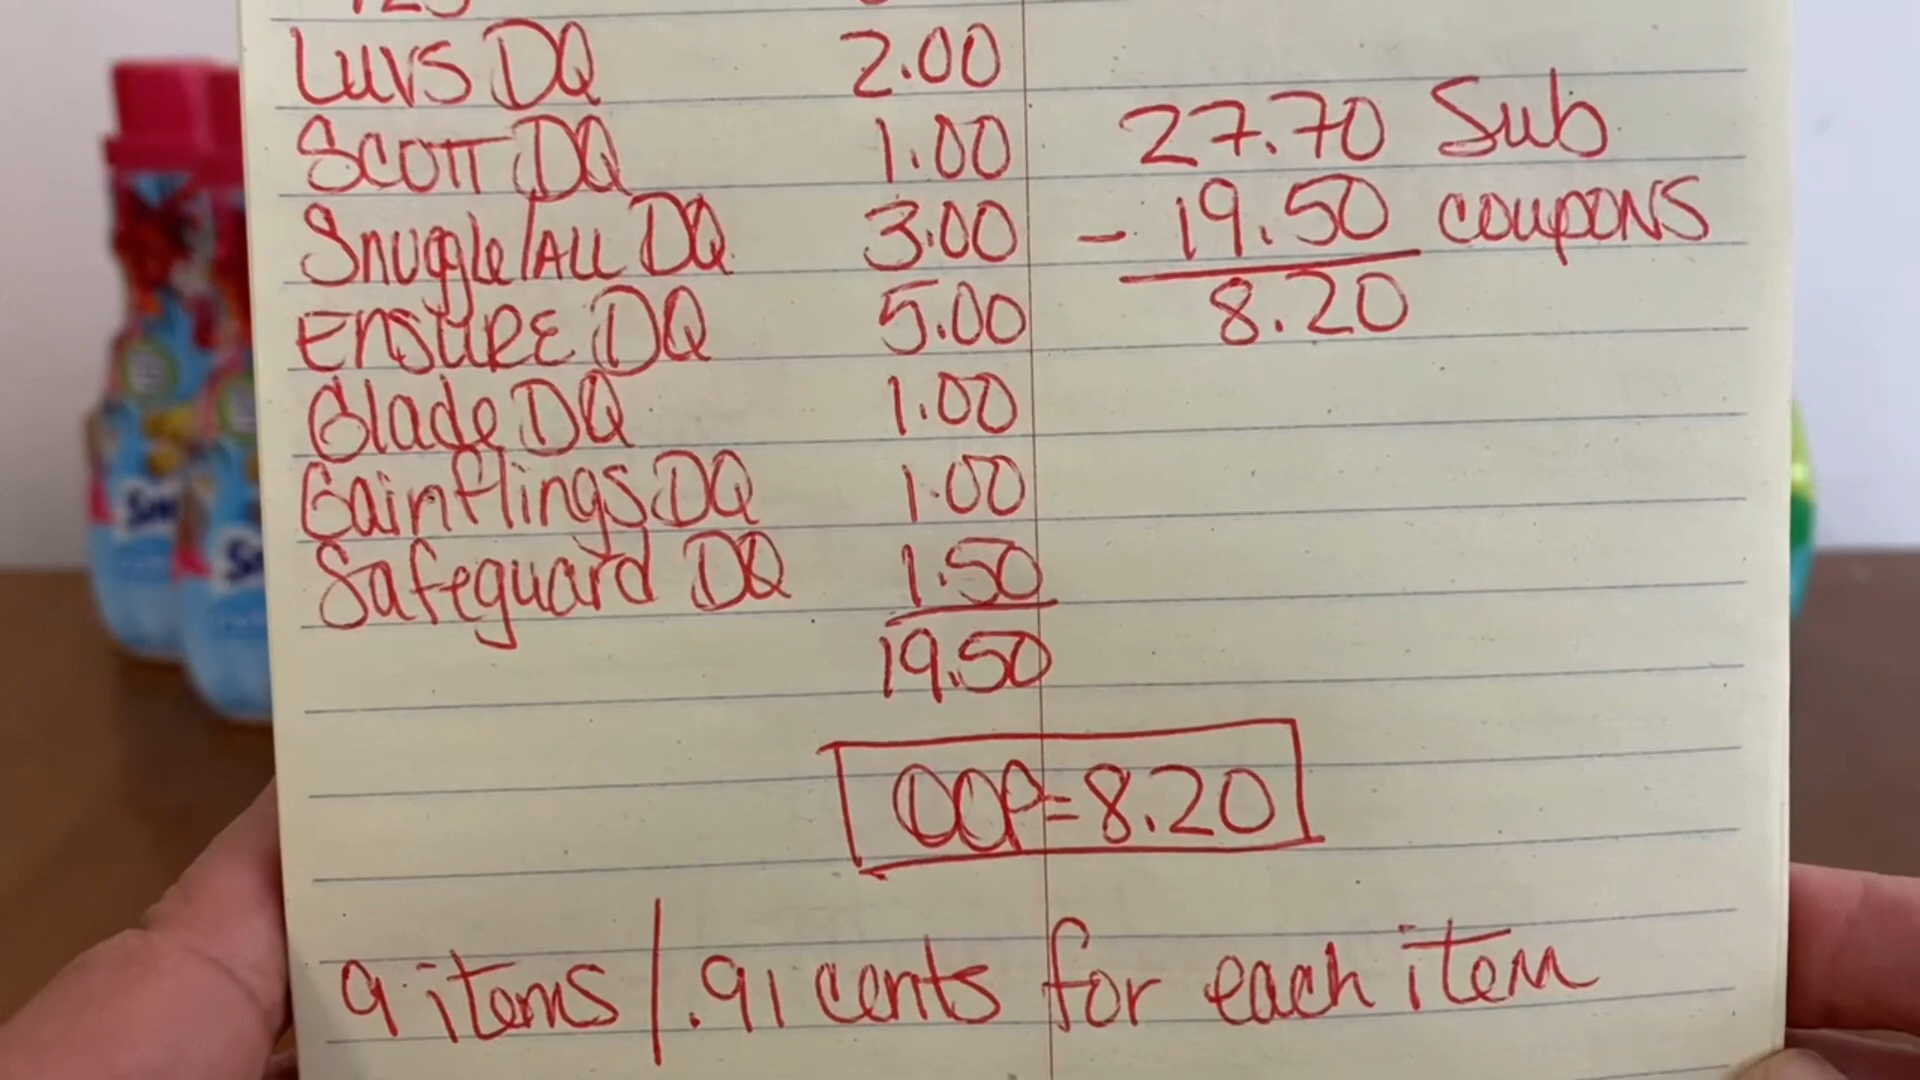 Luvs DQ 2.00
Scott DQ 1.00
Snuggle/All DQ 3.00
Ensure DQ 5.00
Glade DQ 1.00
Gain flings DQ 1.00
Safeguard DQ 1.50
19.50
27.70 Sub
- 19.50 coupons
8.20
OOP=8.20
9 items / .91 cents for each item